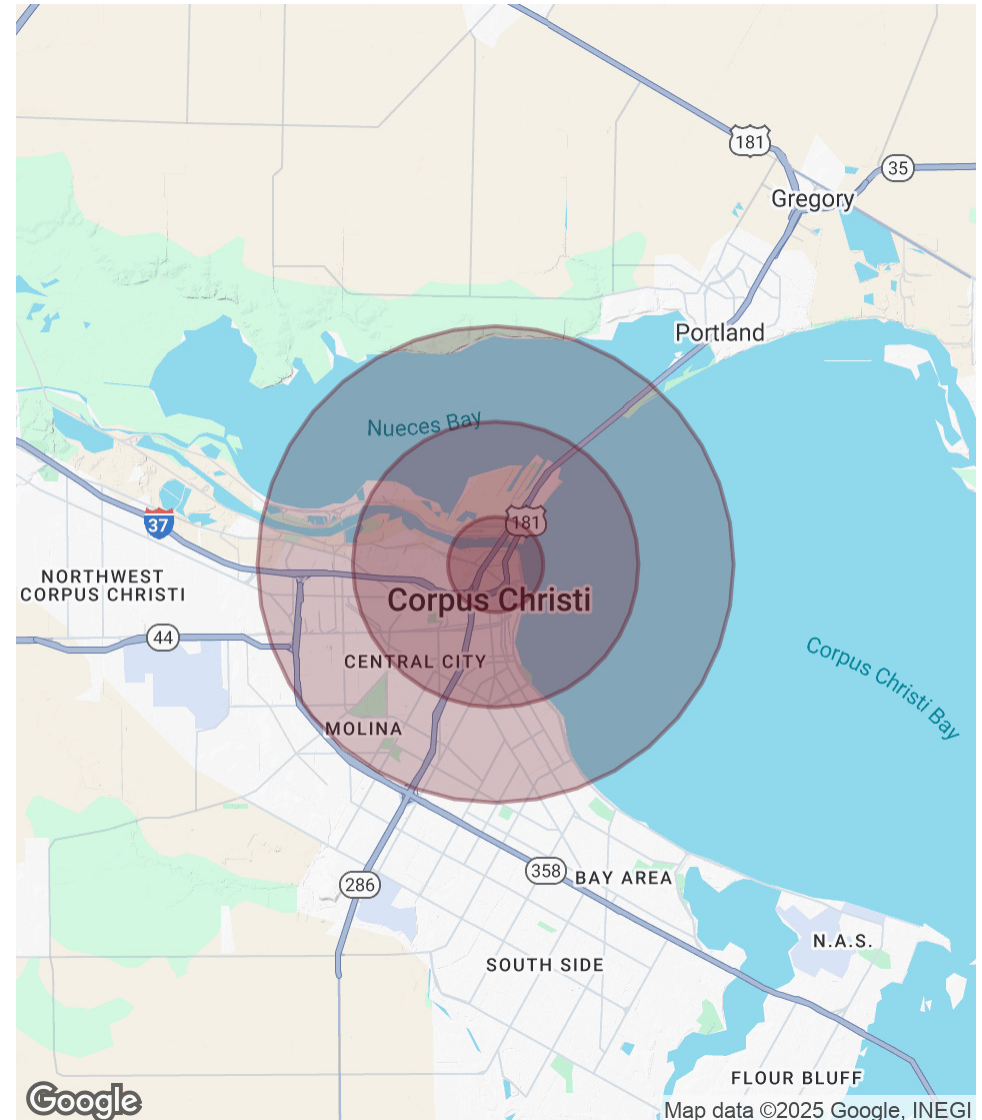 181
35
Gregory
Portland
Nueces Bay
181
37
NORTHWEST
CORPUS CHRISTI
Corpus Christi
44
CENTRAL CITY
Corpus Christi Bay
MOLINA
358
BAY AREA
286
N.A.S.
SOUTH SIDE
FLOUR BLUFF
Google
Map data ©2025 Google, INEGI